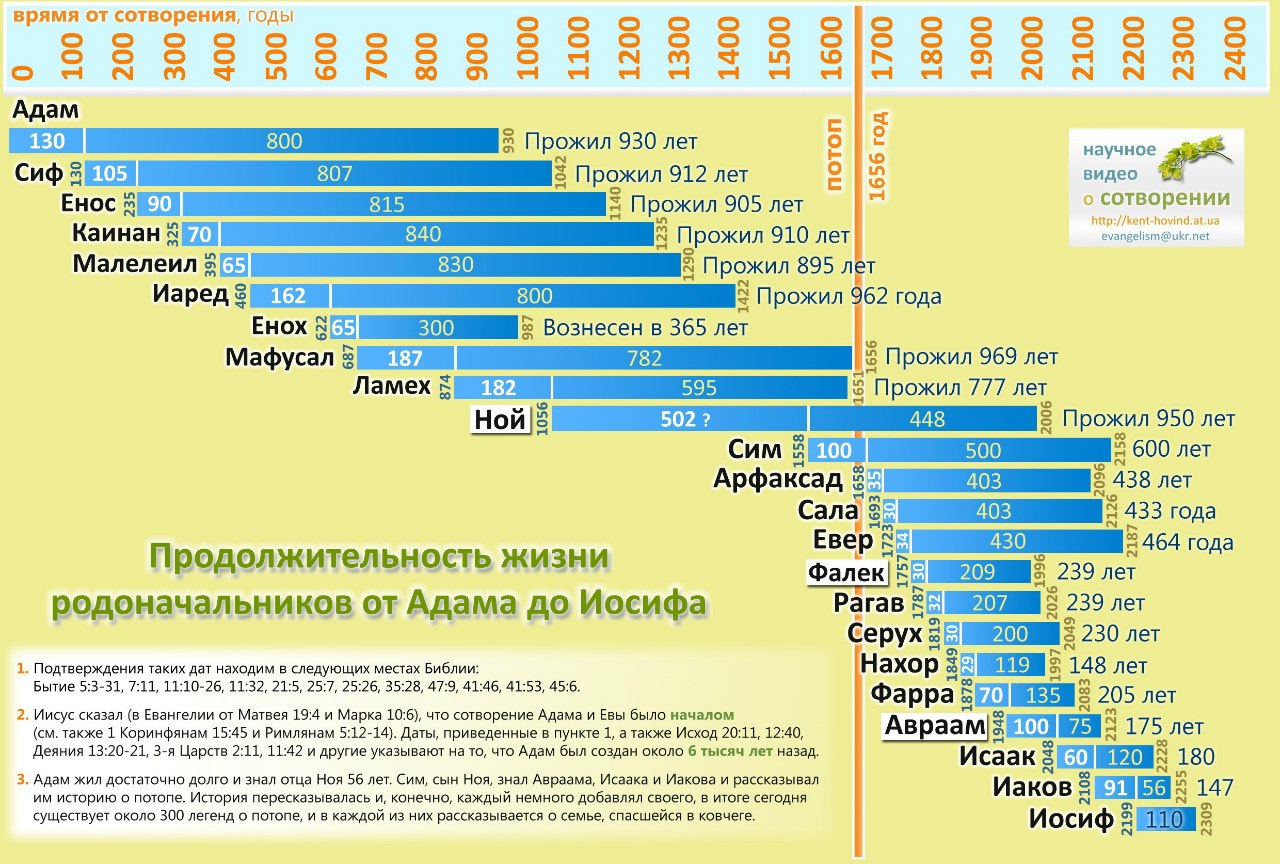 врямя от сотворения, годы
0 100 200 300 400 500 600 700 800 900 1000 1100 1200 1300 1400 1500 1600 1700 1800 1900 2000 2100 2200 2300 2400
потоп
1656 год
научное
видео
о сотворении
http://kent-hovind.at.ua
evangelism@ukr.net
Адам
130 800 930 Прожил 930 лет
Сиф 130 105 807 1042 Прожил 912 лет
Енос 235 90 815 1140 Прожил 905 лет
Каинан 325 70 840 1235 Прожил 910 лет
Малелеил 395 65 830 1290 Прожил 895 лет
Иаред 460 162 800 1422 Прожил 962 года
Енох 622 65 300 987 Вознесен в 365 лет
Мафусал 687 187 782 1656 Прожил 969 лет
Ламех 874 182 595 1651 Прожил 777 лет
Ной 1056 502 ? 448 2006 Прожил 950 лет
Сим 1558 100 500 2158 600 лет
Арфаксад 1658 35 403 2096 438 лет
Сала 1693 30 403 2126 433 года
Евер 1723 34 430 2187 464 года
Фалек 1757 30 209 1996 239 лет
Рагав 1787 32 207 2026 239 лет
Серух 1819 30 200 2049 230 лет
Нахор 1849 29 119 1997 148 лет
Фарра 1878 70 135 2083 205 лет
Авраам 1948 100 75 2123 175 лет
Исаак 2048 60 120 2228 180
Иаков 2108 91 56 2255 147
Иосиф 2199 110 2309
Продолжительность жизни
родоначальников от Адама до Иосифа
1. Подтверждения таких дат находим в следующих местах Библии:
Бытие 5:3-31, 7:11, 11:10-26, 11:32, 21:5, 25:7, 25:26, 35:28, 47:9, 41:46, 41:53, 45:6.
2. Иисус сказал (в Евангелии от Матвея 19:4 и Марка 10:6), что сотворение Адама и Евы было началом
(см. также 1 Коринфянам 15:45 и Римлянам 5:12-14). Даты, приведенные в пункте 1, а также Исход 20:11, 12:40,
Деяния 13:20-21, 3-я Царств 2:11, 11:42 и другие указывают на то, что Адам был создан около 6 тысяч лет назад.
3. Адам жил достаточно долго и знал отца Ноя 56 лет. Сим, сын Ноя, знал Авраама, Исаака и Иакова и рассказывал
им историю о потопе. История пересказывалась и, конечно, каждый немного добавлял своего, в итоге сегодня
существует около 300 легенд о потопе, и в каждой из них рассказывается о семье, спасшейся в ковчеге.